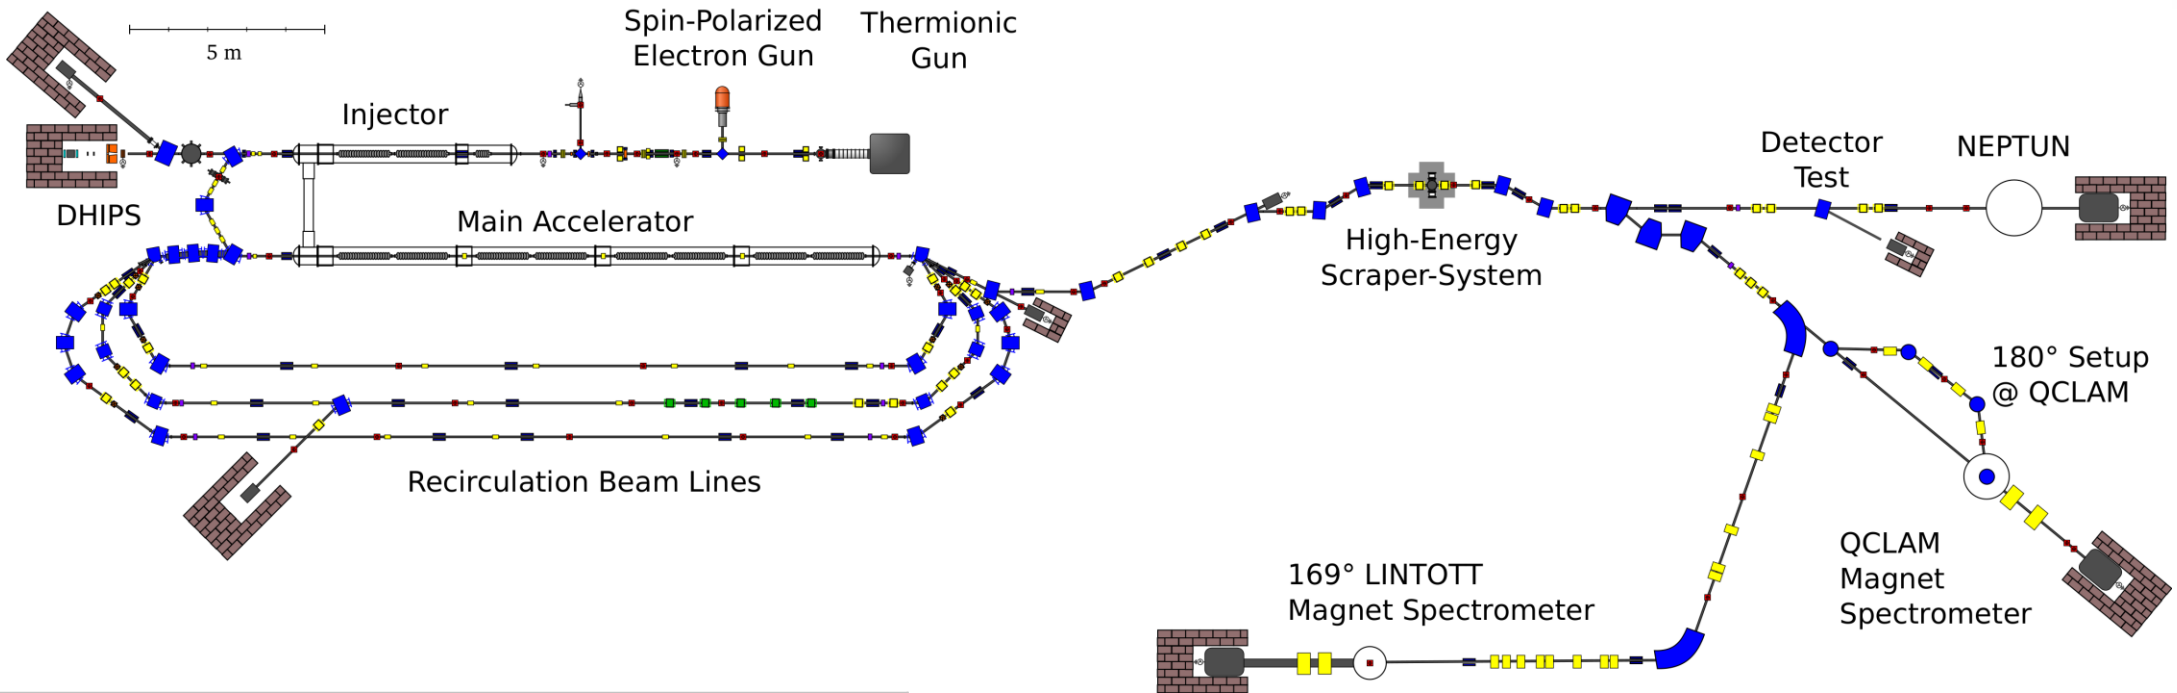 5 m
Spin-Polarized
Electron Gun
Thermionic
Gun
Injector
DHIPS
Main Accelerator
Recirculation Beam Lines
High-Energy
Scraper-System
Detector
Test
NEPTUN
180° Setup
@ QCLAM
QCLAM
Magnet
Spectrometer
169° LINTOTT
Magnet Spectrometer